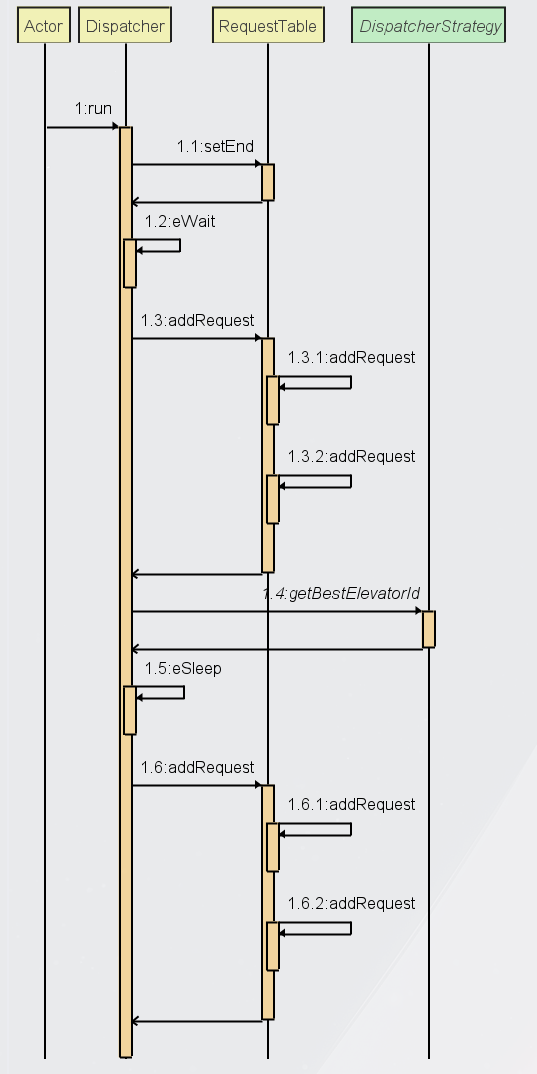 Actor Dispatcher RequestTable DispatcherStrategy
1:run
1.1:setEnd
1.2:eWait
1.3:addRequest
1.3.1:addRequest
1.3.2:addRequest
1.4:getBestElevatorId
1.5:eSleep
1.6:addRequest
1.6.1:addRequest
1.6.2:addRequest